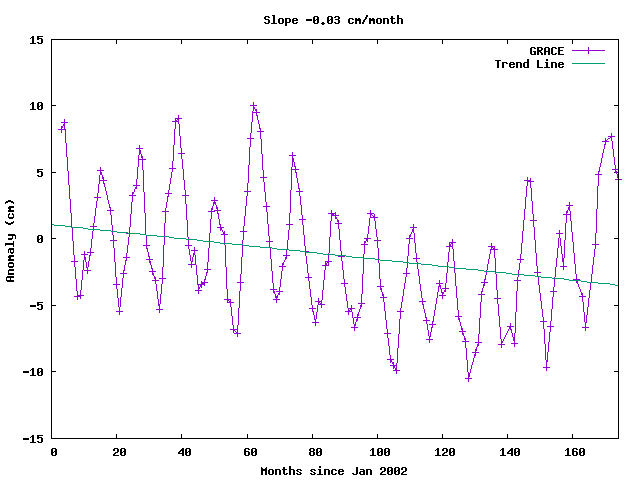 Slope -0.03 cm/month
15
GRACE
Trend Line
10
5
0
-5
-10
-15
Anomaly (cm)
0 20 40 60 80 100 120 140 160
Months since Jan 2002